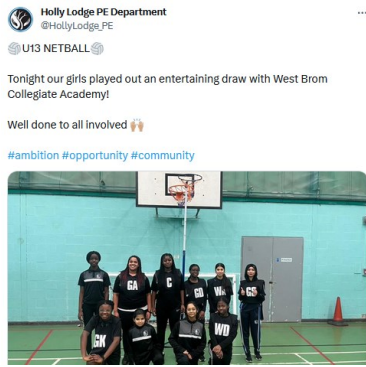 Holly Lodge PE Department
@HollyLodge_PE
U13 NETBALL
Tonight our girls played out an entertaining draw with West Brom
Collegiate Academy!
Well done to all involved
#ambition #opportunity #community
GA
C
GD
W
GS
GK
WD